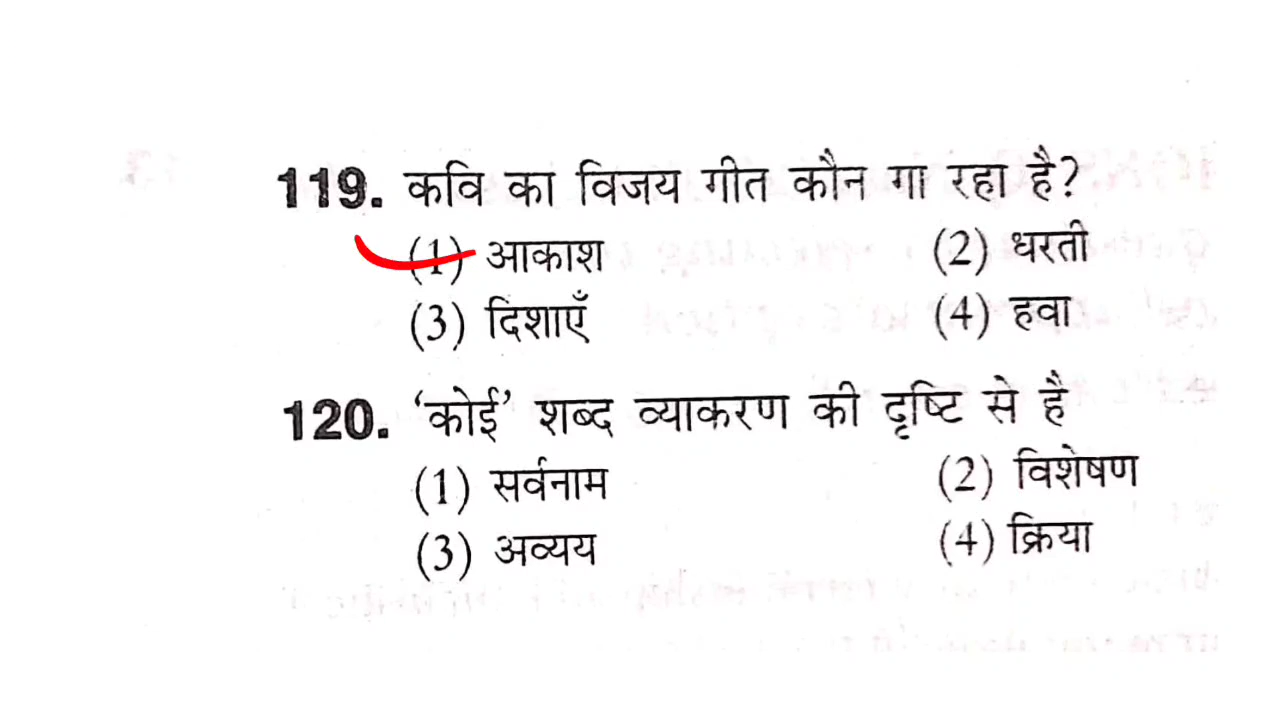 119. कवि का विजय गीत कौन गा रहा है?
(1) आकाश (2) धरती
(3) दिशाएँ (4) हवा
120. ‘कोई’ शब्द व्याकरण की दृष्टि से है
(1) सर्वनाम (2) विशेषण
(3) अव्यय (4) क्रिया